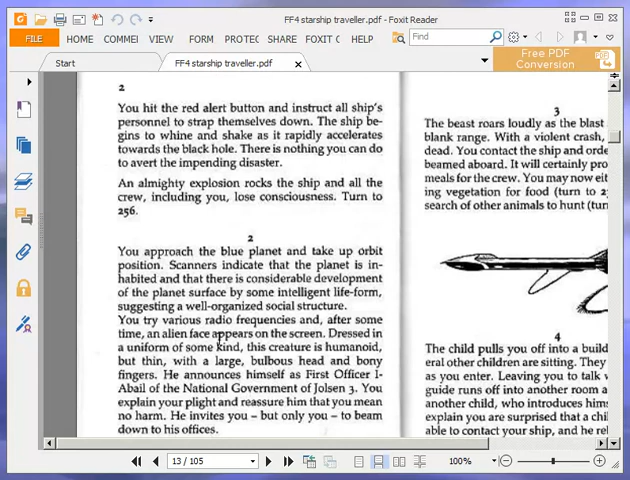 FF4 starship traveller.pdf - Foxit Reader
FILE HOME COMMEI VIEW FORM PROTEC SHARE FOXIT C HELP Find
Start FF4 starship traveller.pdf
Free PDF
Conversion
2
You hit the red alert button and instruct all ship's
personnel to strap themselves down. The ship be-
gins to whine and shake as it rapidly accelerates
towards the black hole. There is nothing you can do
to avert the impending disaster.
An almighty explosion rocks the ship and all the
crew, including you, lose consciousness. Turn to
256.
2
You approach the blue planet and take up orbit
position. Scanners indicate that the planet is in-
habited and that there is considerable development
of the planet surface by some intelligent life-form,
suggesting a well-organized social structure.
You try various radio frequencies and, after some
time, an alien face appears on the screen. Dressed in
a uniform of some kind, this creature is humanoid,
but thin, with a large, bulbous head and bony
fingers. He announces himself as First Officer I-
Abail of the National Government of Jolsen 3. You
explain your plight and reassure him that you mean
no harm. He invites you – but only you – to beam
down to his offices.
3
The beast roars loudly as the blast
blank range. With a violent crash,
dead. You contact the ship and orde
beamed aboard. It will certainly pro
meals for the crew. You may now eit
ing vegetation for food (turn to 2
search of other animals to hunt (tur
4
The child pulls you off into a build
eral other children are sitting. They
as you enter. Leaving you to talk
guide runs off into another room a
another child, who introduces him
explain you are surprised that a chi
able to contact your ship, and he rel
13 / 105
100%